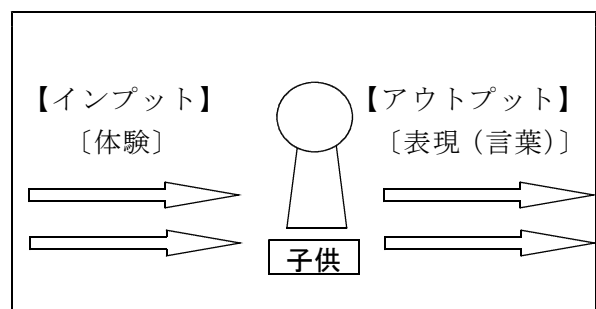 【インプット】
〔体験〕
【アウトプット】
〔表現（言葉）〕
子供